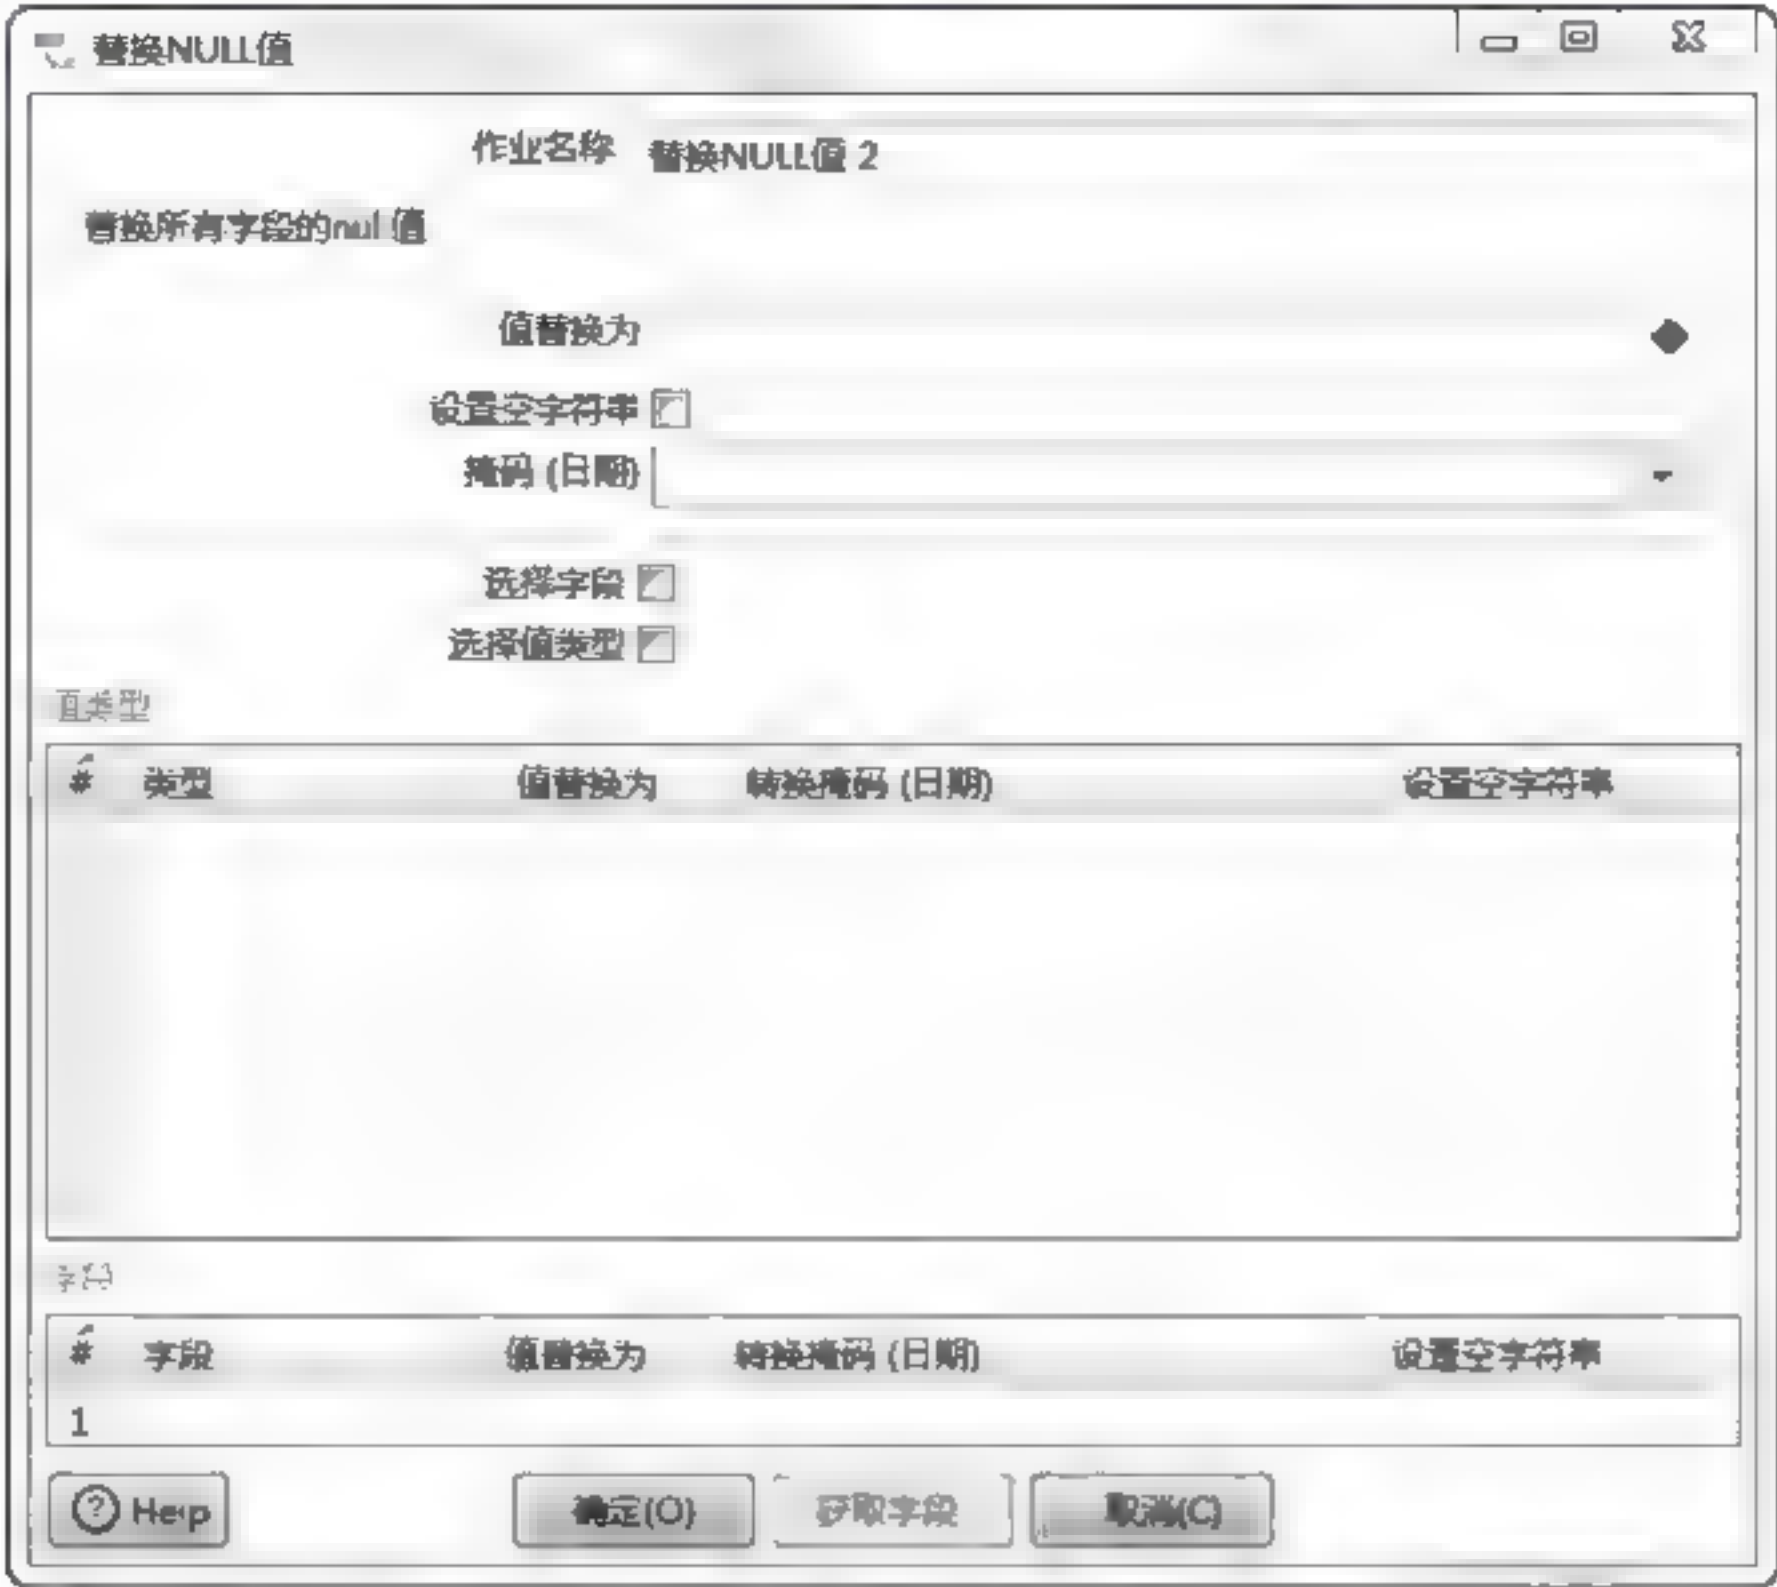 替换NULL值
作业名称 替换NULL值 2
替换所有字段的nul 值
值替换为
设置空字符串
掩码 (日期)
选择字段
选择值类型
直类型
# 类型 值替换为 转换掩码 (日期) 设置空字符串
字段
# 字段 值替换为 转换掩码 (日期) 设置空字符串
1
Help 确定(O) 获取字段 取消(C)